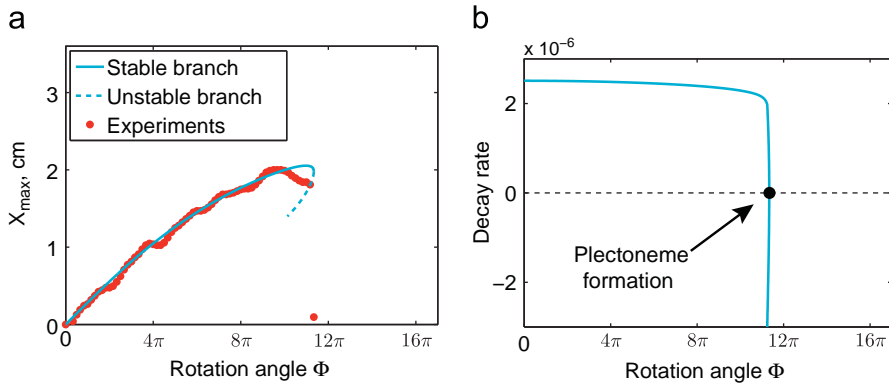 a
Stable branch
Unstable branch
Experiments
X_max, cm
3
2
1
0
0
4π
8π
12π
16π
Rotation angle Φ
b
x 10⁻⁶
Decay rate
2
0
−2
Plectoneme
formation
0
4π
8π
12π
16π
Rotation angle Φ